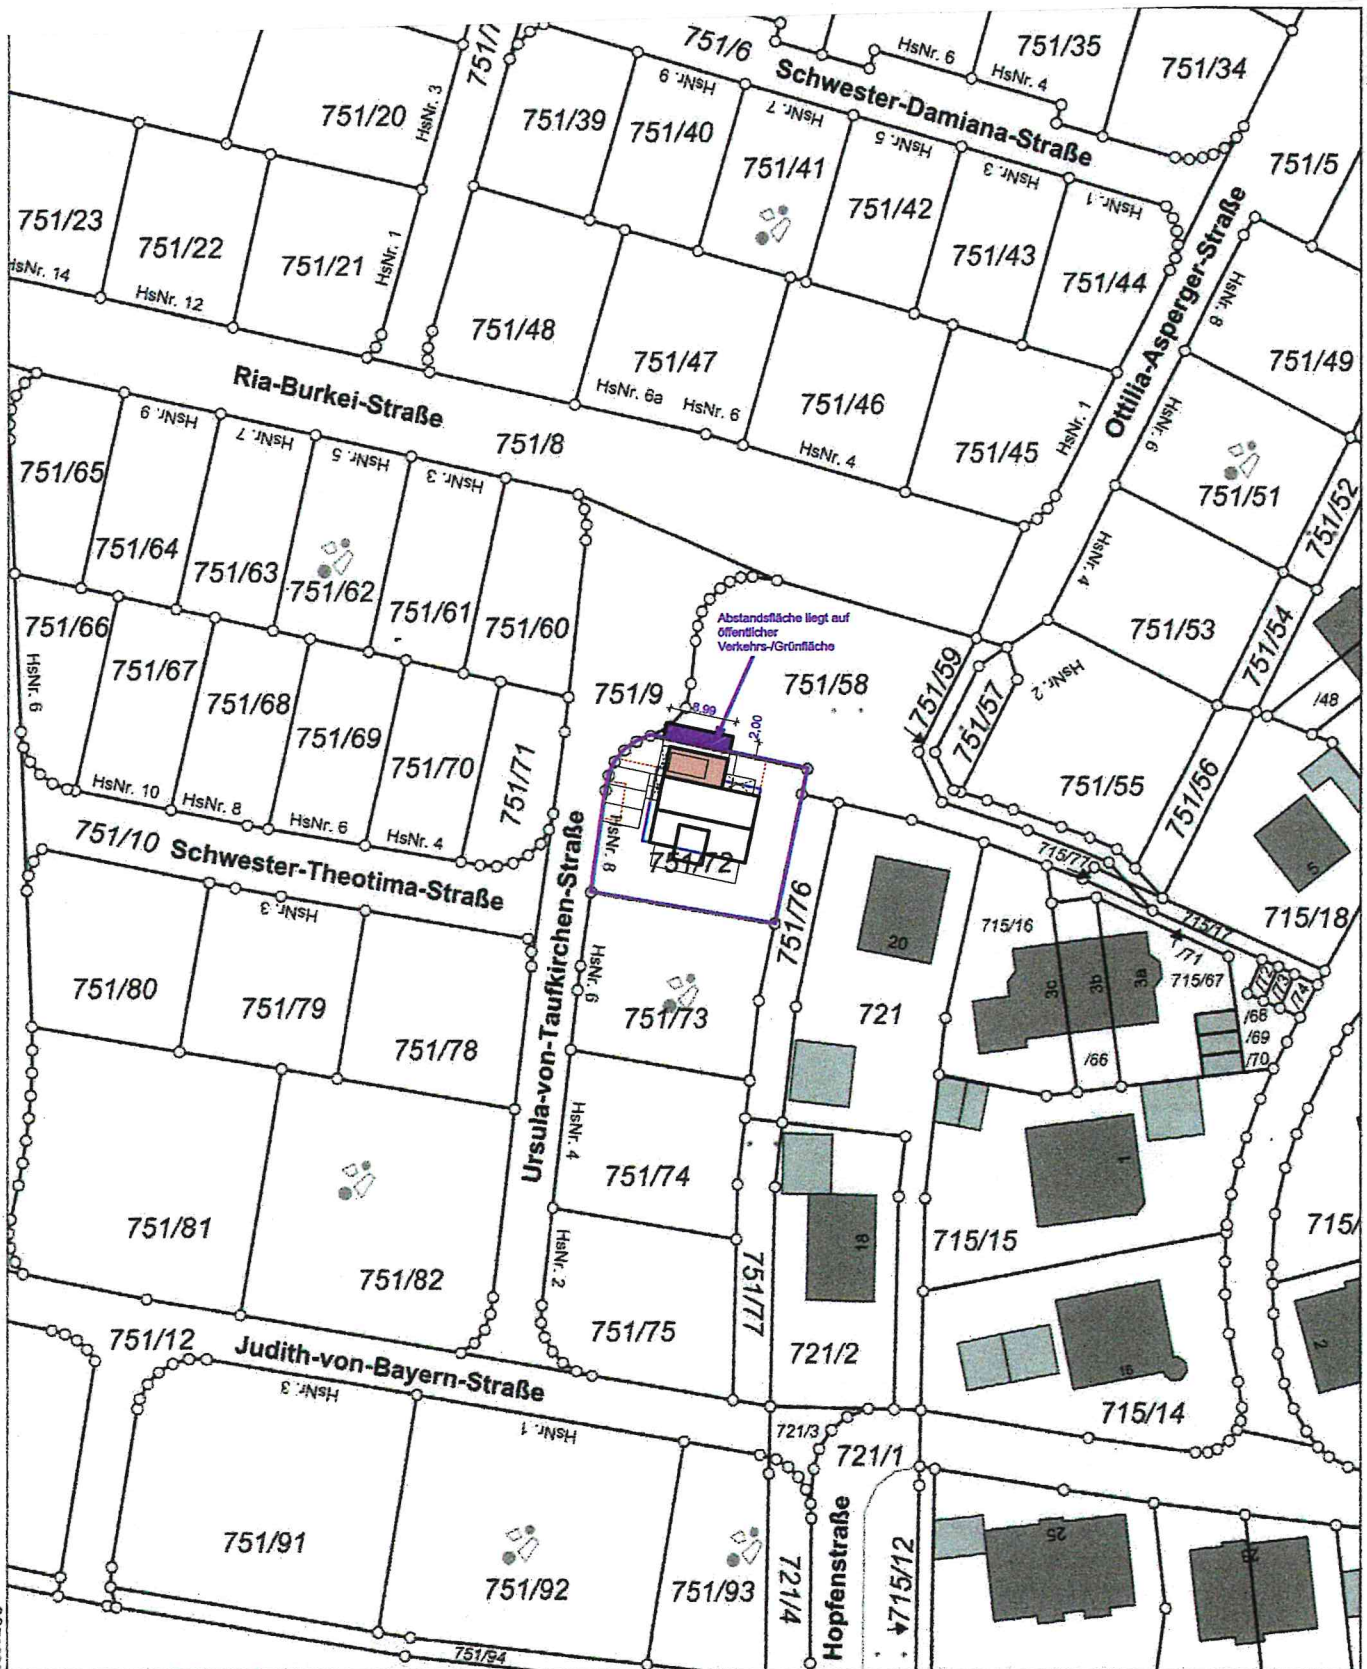 751/6
HsNr. 6
751/35
HsNr. 4
751/34
751/20
HsNr. 3
751/39
HsNr. 9
751/40
HsNr. 7
751/41
Schwester-Damiana-Straße
HsNr. 5
751/42
HsNr. 3
751/43
HsNr. 1
751/44
751/5
Ottilia-Asperger-Straße
751/23
751/22
751/21
HsNr. 1
HsNr. 14
HsNr. 12
751/48
751/47
HsNr. 6a
HsNr. 6
751/46
HsNr. 4
751/45
HsNr. 1
HsNr. 8
751/49
HsNr. 6
751/51
751/52
Ria-Burkei-Straße
751/8
HsNr. 9
HsNr. 7
HsNr. 5
HsNr. 3
751/65
751/64
751/63
751/62
751/61
751/60
HsNr. 4
751/53
751/54
HsNr. 2
/48
751/66
HsNr. 6
751/67
751/68
751/69
751/70
751/71
HsNr. 10
HsNr. 8
HsNr. 6
HsNr. 4
751/9
Abstandsfläche liegt auf
öffentlicher
Verkehrs-/Grünfläche
8,99
2,00
751/58
751/59
751/57
751/55
751/56
751/10
Schwester-Theotima-Straße
HsNr. 3
Ursula-von-Taufkirchen-Straße
HsNr. 8
751/72
751/76
20
715/77
5
715/16
715/17
715/18
/71
715/67
/72
/73
/74
3c
3b
3a
/68
/69
/70
/66
751/80
751/79
751/78
HsNr. 6
751/73
721
HsNr. 4
751/74
1
18
715/15
715/
751/81
751/82
HsNr. 2
751/75
751/77
721/2
16
2
715/14
751/12
Judith-von-Bayern-Straße
HsNr. 3
HsNr. 1
721/3
721/1
751/91
751/92
751/93
721/4
Hopfenstraße
715/12
25
751/94